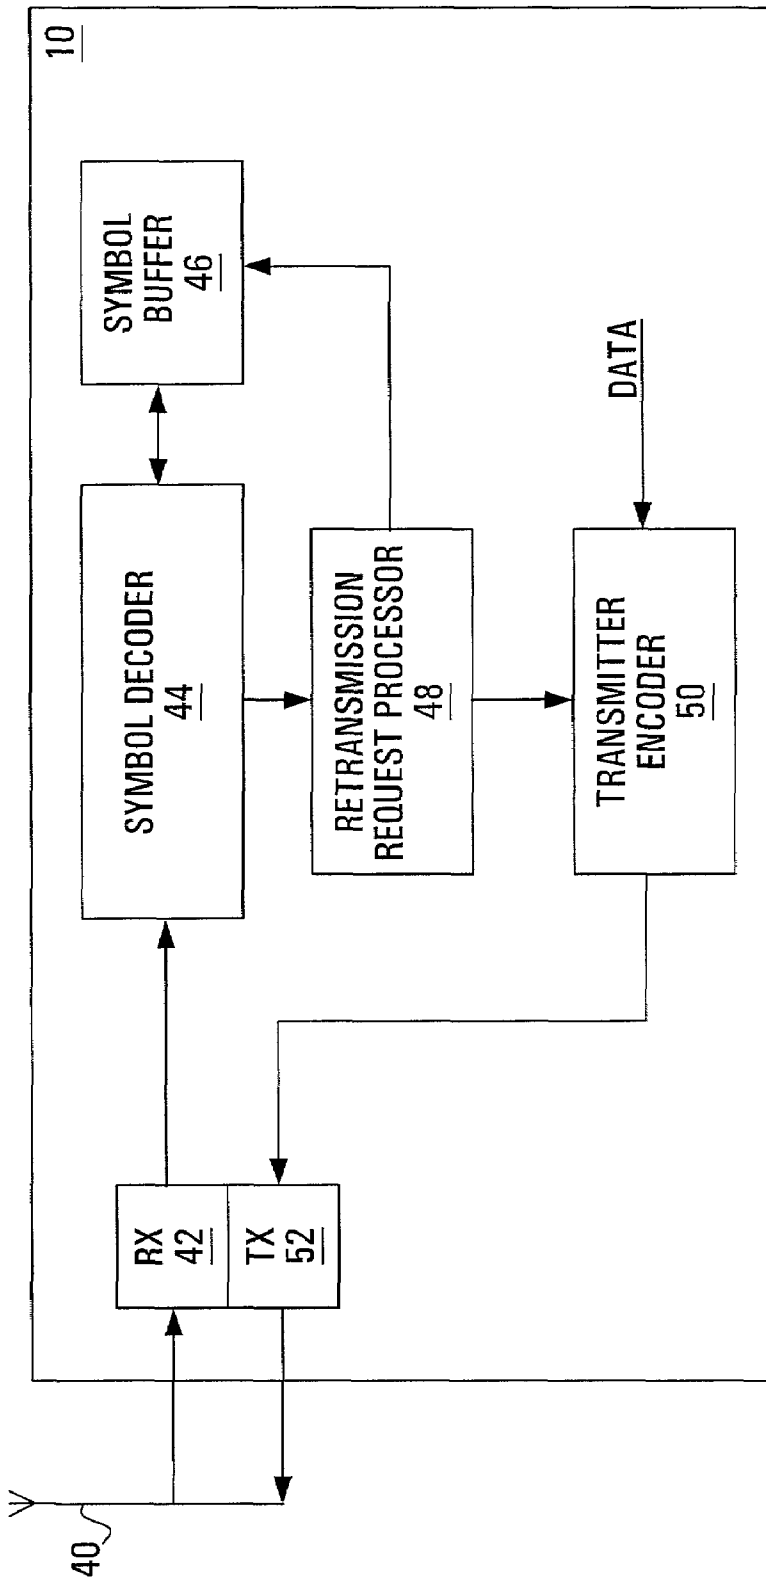 10
SYMBOL
BUFFER
46
SYMBOL DECODER
44
RETRANSMISSION
REQUEST PROCESSOR
48
DATA
TRANSMITTER
ENCODER
50
RX
42
TX
52
40